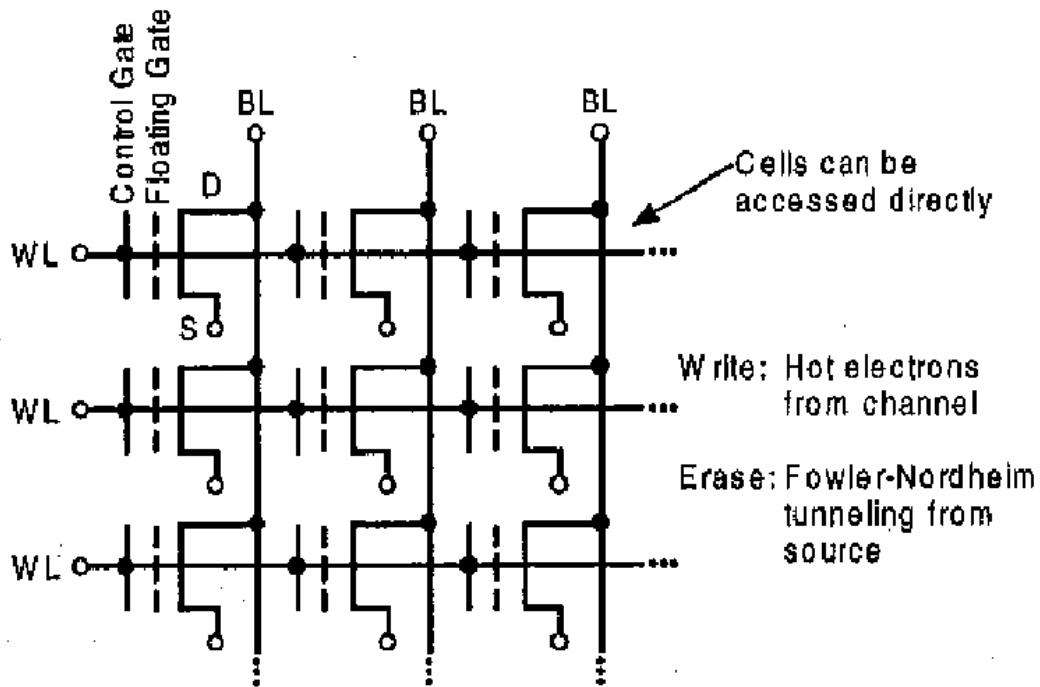 Control Gate
Floating Gate
BL
BL
BL
D
Cells can be
accessed directly
WL
S
Write: Hot electrons
from channel
WL
Erase: Fowler-Nordheim
tunneling from
source
WL